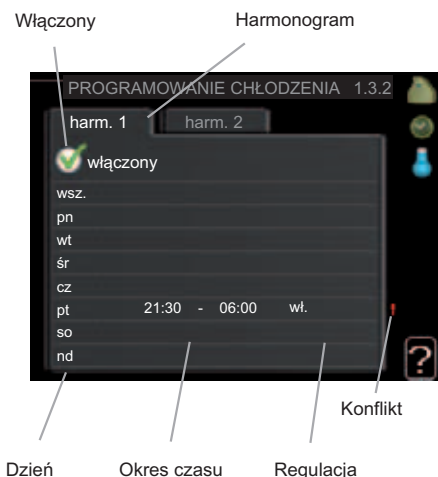 Włączony Harmonogram
PROGRAMOWANIE CHŁODZENIA 1.3.2
harm. 1 harm. 2
włączony
wsz.
pn
wt
śr
cz
pt 21:30 - 06:00 wł. !
so
nd
?
Konflikt
Dzień Okres czasu Regulacja